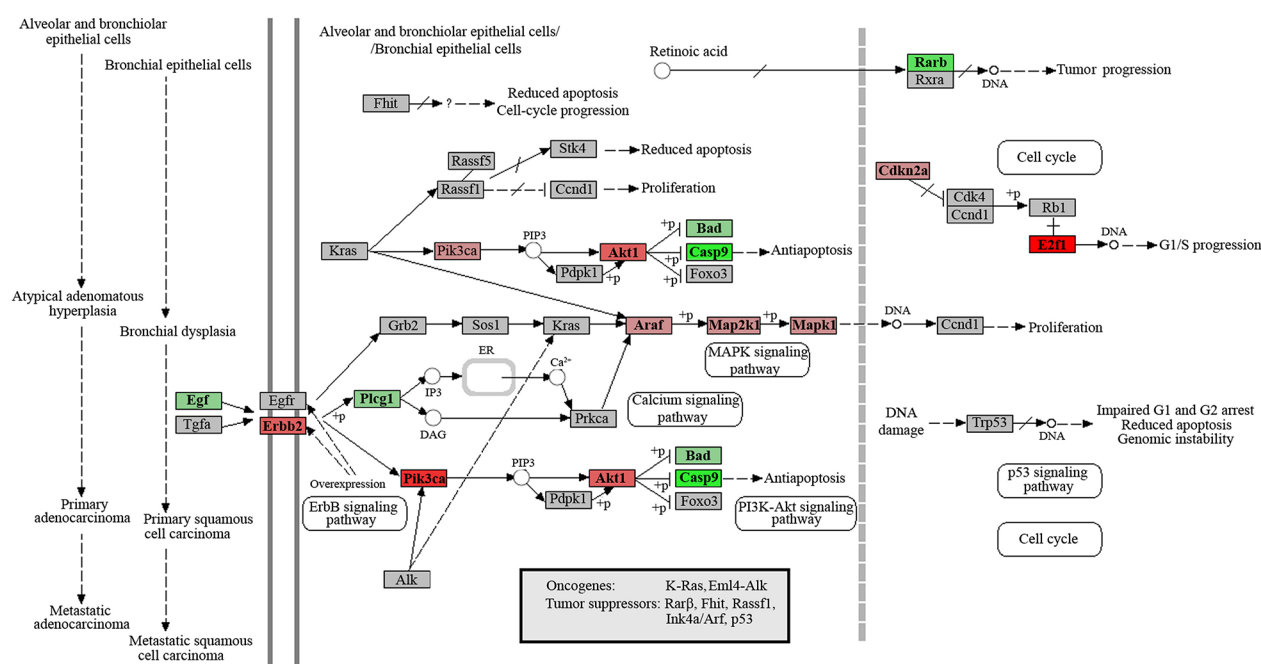 Alveolar and bronchiolar
epithelial cells
Bronchial epithelial cells
Atypical adenomatous
hyperplasia
Bronchial dysplasia
Primary
adenocarcinoma
Primary squamous
cell carcinoma
Metastatic
adenocarcinoma
Metastatic squamous
cell carcinoma
Alveolar and bronchiolar epithelial cells/
/Bronchial epithelial cells
Retinoic acid
Rarb
Rxra
DNA
Tumor progression
Fhit
?
Reduced apoptosis
Cell-cycle progression
Rassf5
Rassf1
Stk4
Reduced apoptosis
Ccnd1
Proliferation
Cell cycle
Cdkn2a
Cdk4
Ccnd1
+p
Rb1
E2f1
DNA
G1/S progression
Kras
Pik3ca
PIP3
Pdpk1
+p
Akt1
+p
+p
+p
Bad
Casp9
Foxo3
Antiapoptosis
Grb2
Sos1
Kras
Araf
+p
Map2k1
+p
Mapk1
DNA
Ccnd1
Proliferation
MAPK signaling
pathway
Egf
Tgfa
Egfr
Erbb2
+p
Plcg1
IP3
DAG
ER
Ca2+
Prkca
Calcium signaling
pathway
DNA
damage
Trp53
DNA
Impaired G1 and G2 arrest
Reduced apoptosis
Genomic instability
Overexpression
ErbB signaling
pathway
Pik3ca
PIP3
Pdpk1
+p
Akt1
+p
+p
+p
Bad
Casp9
Foxo3
Antiapoptosis
PI3K-Akt signaling
pathway
p53 signaling
pathway
Cell cycle
Alk
Oncogenes: K-Ras, Eml4-Alk
Tumor suppressors: Rarβ, Fhit, Rassf1,
Ink4a/Arf, p53